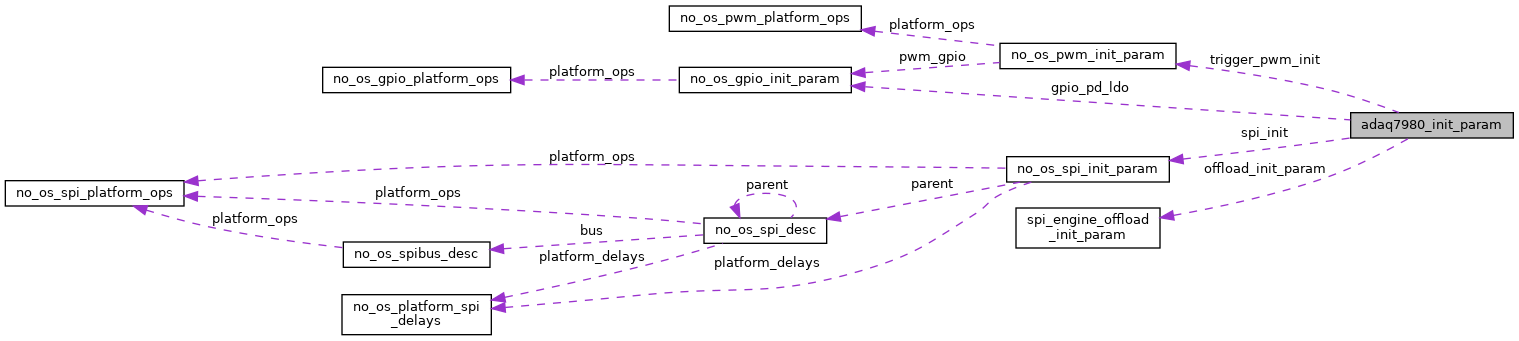 no_os_pwm_platform_ops
platform_ops
no_os_pwm_init_param
pwm_gpio
trigger_pwm_init
no_os_gpio_platform_ops
platform_ops
no_os_gpio_init_param
gpio_pd_ldo
adaq7980_init_param
spi_init
platform_ops
no_os_spi_init_param
offload_init_param
no_os_spi_platform_ops
platform_ops
parent
parent
platform_ops
spi_engine_offload
_init_param
no_os_spi_desc
bus
no_os_spibus_desc
platform_delays
platform_delays
no_os_platform_spi
_delays